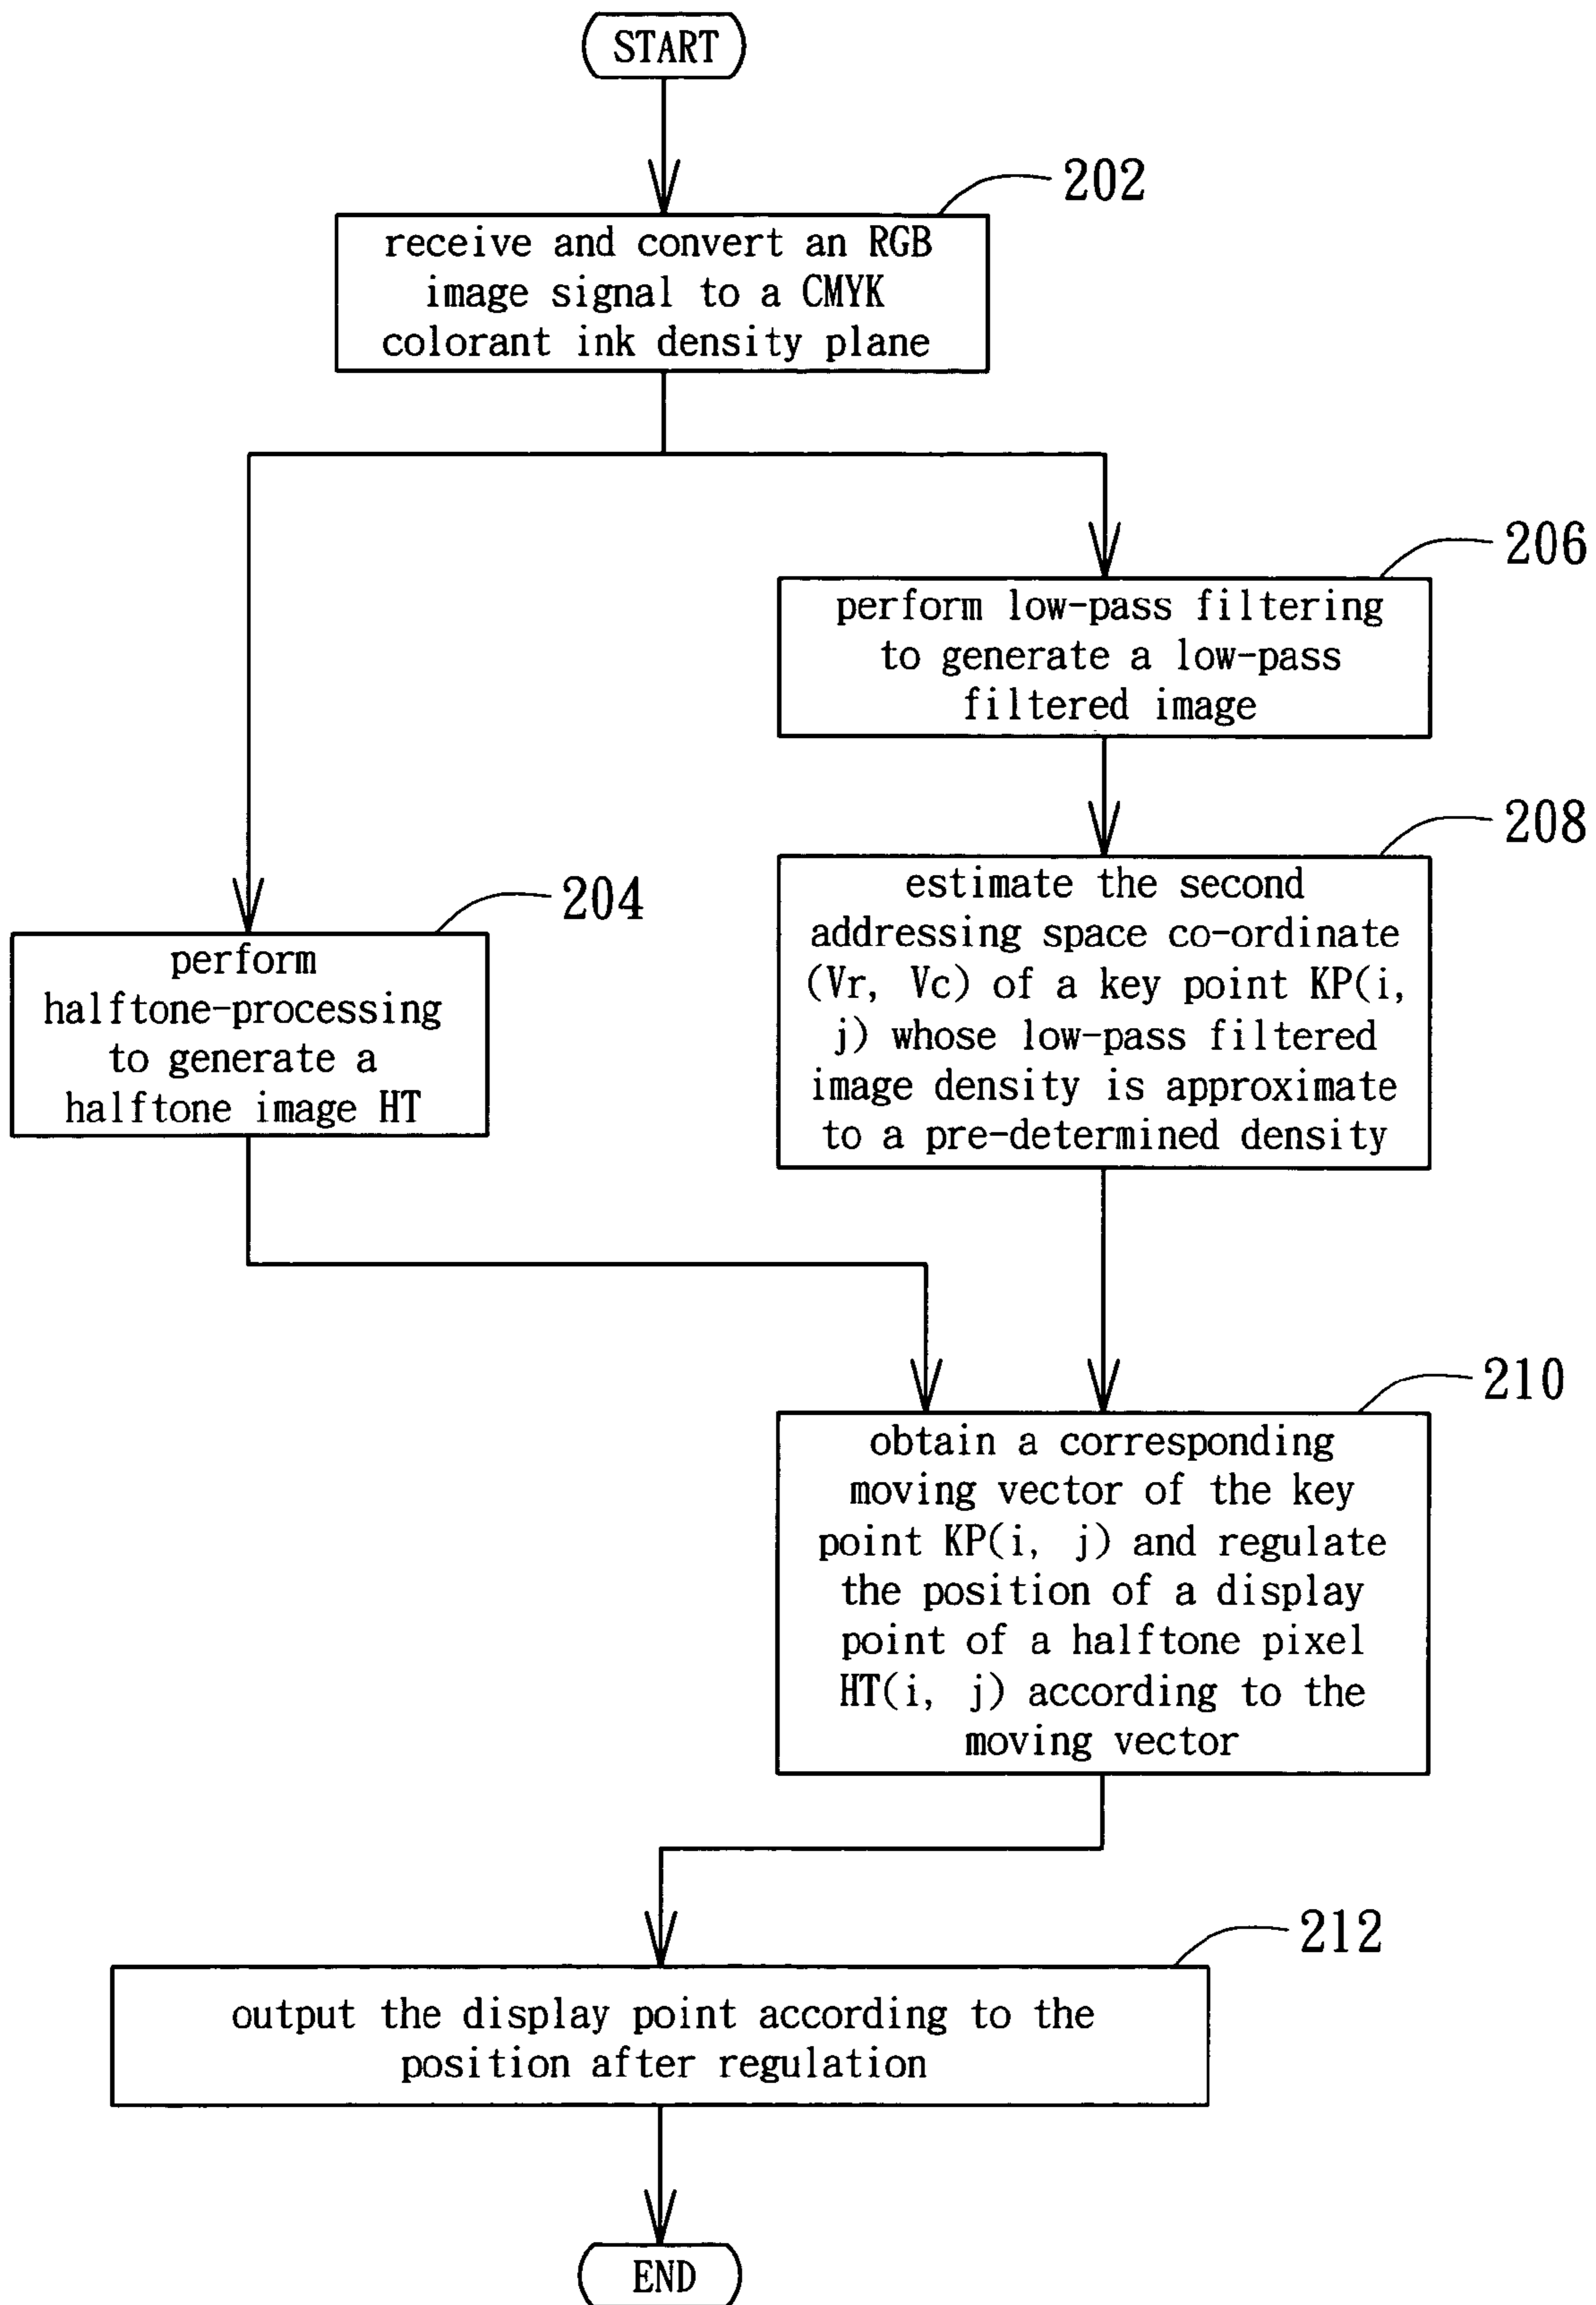 START
202
receive and convert an RGB
image signal to a CMYK
colorant ink density plane
206
perform low-pass filtering
to generate a low-pass
filtered image
208
estimate the second
addressing space co-ordinate
(Vr, Vc) of a key point KP(i,
j) whose low-pass filtered
image density is approximate
to a pre-determined density
204
perform
halftone-processing
to generate a
halftone image HT
210
obtain a corresponding
moving vector of the key
point KP(i, j) and regulate
the position of a display
point of a halftone pixel
HT(i, j) according to the
moving vector
212
output the display point according to the
position after regulation
END